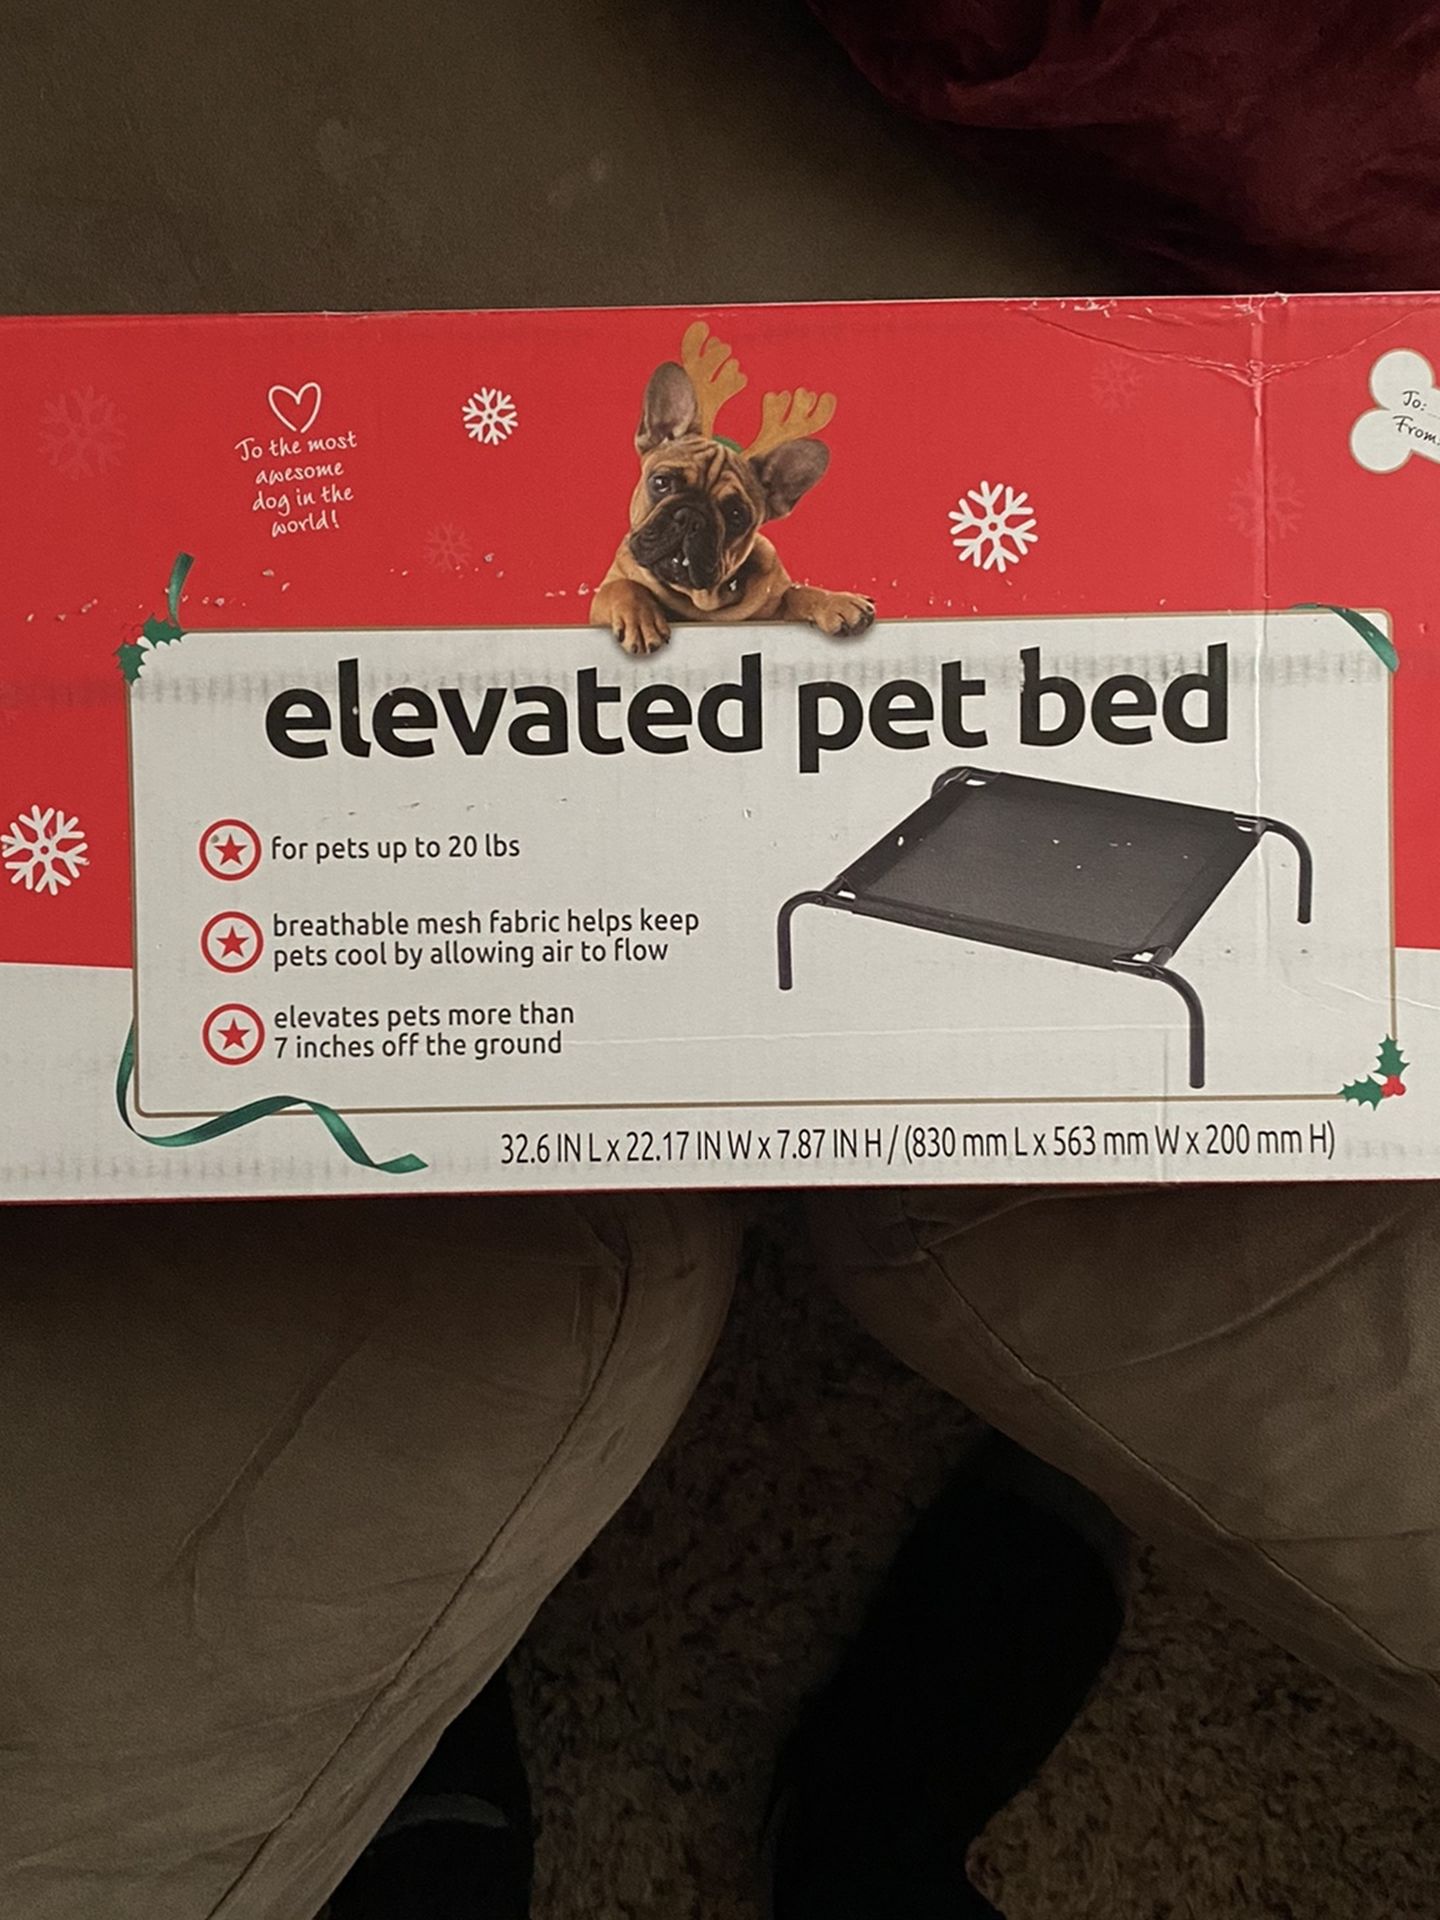 To the most
awesome
dog in the
world!
To:
From:
elevated pet bed
for pets up to 20 lbs
breathable mesh fabric helps keep
pets cool by allowing air to flow
elevates pets more than
7 inches off the ground
32.6 IN L x 22.17 IN W x 7.87 IN H / (830 mm L x 563 mm W x 200 mm H)